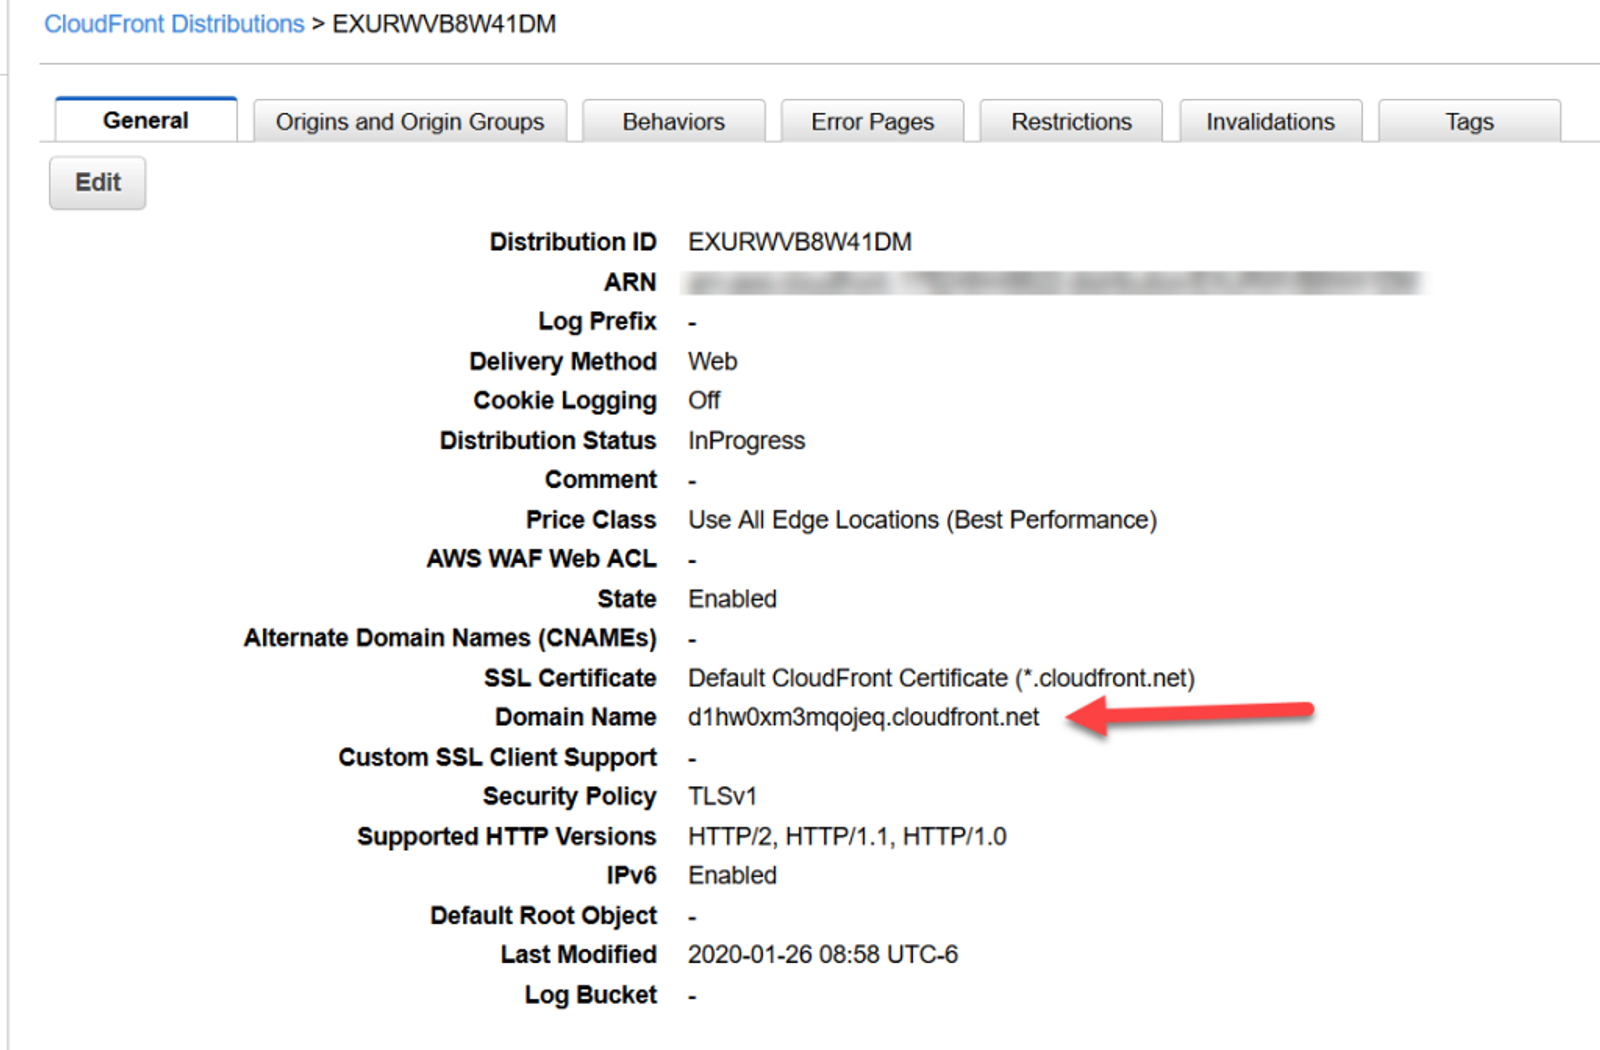 CloudFront Distributions > EXURWVB8W41DM
General Origins and Origin Groups Behaviors Error Pages Restrictions Invalidations Tags
Edit
Distribution ID EXURWVB8W41DM
ARN
Log Prefix -
Delivery Method Web
Cookie Logging Off
Distribution Status InProgress
Comment -
Price Class Use All Edge Locations (Best Performance)
AWS WAF Web ACL -
State Enabled
Alternate Domain Names (CNAMEs) -
SSL Certificate Default CloudFront Certificate (*.cloudfront.net)
Domain Name d1hw0xm3mqojeq.cloudfront.net
Custom SSL Client Support -
Security Policy TLSv1
Supported HTTP Versions HTTP/2, HTTP/1.1, HTTP/1.0
IPv6 Enabled
Default Root Object -
Last Modified 2020-01-26 08:58 UTC-6
Log Bucket -